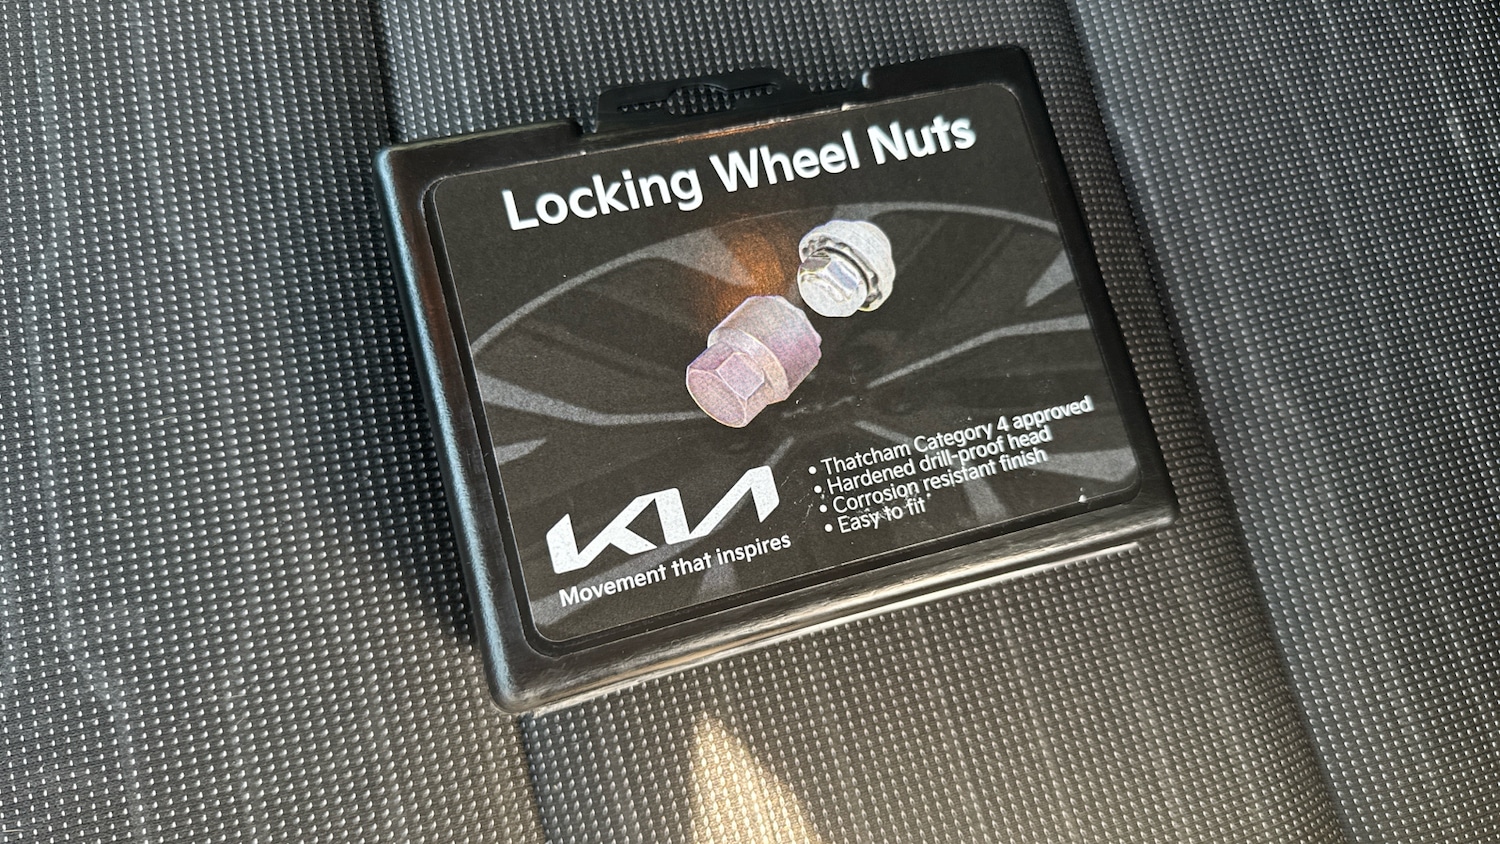 Locking Wheel Nuts
• Thatcham Category 4 approved
• Hardened drill-proof head
• Corrosion resistant finish
• Easy to fit
KIA
Movement that inspires